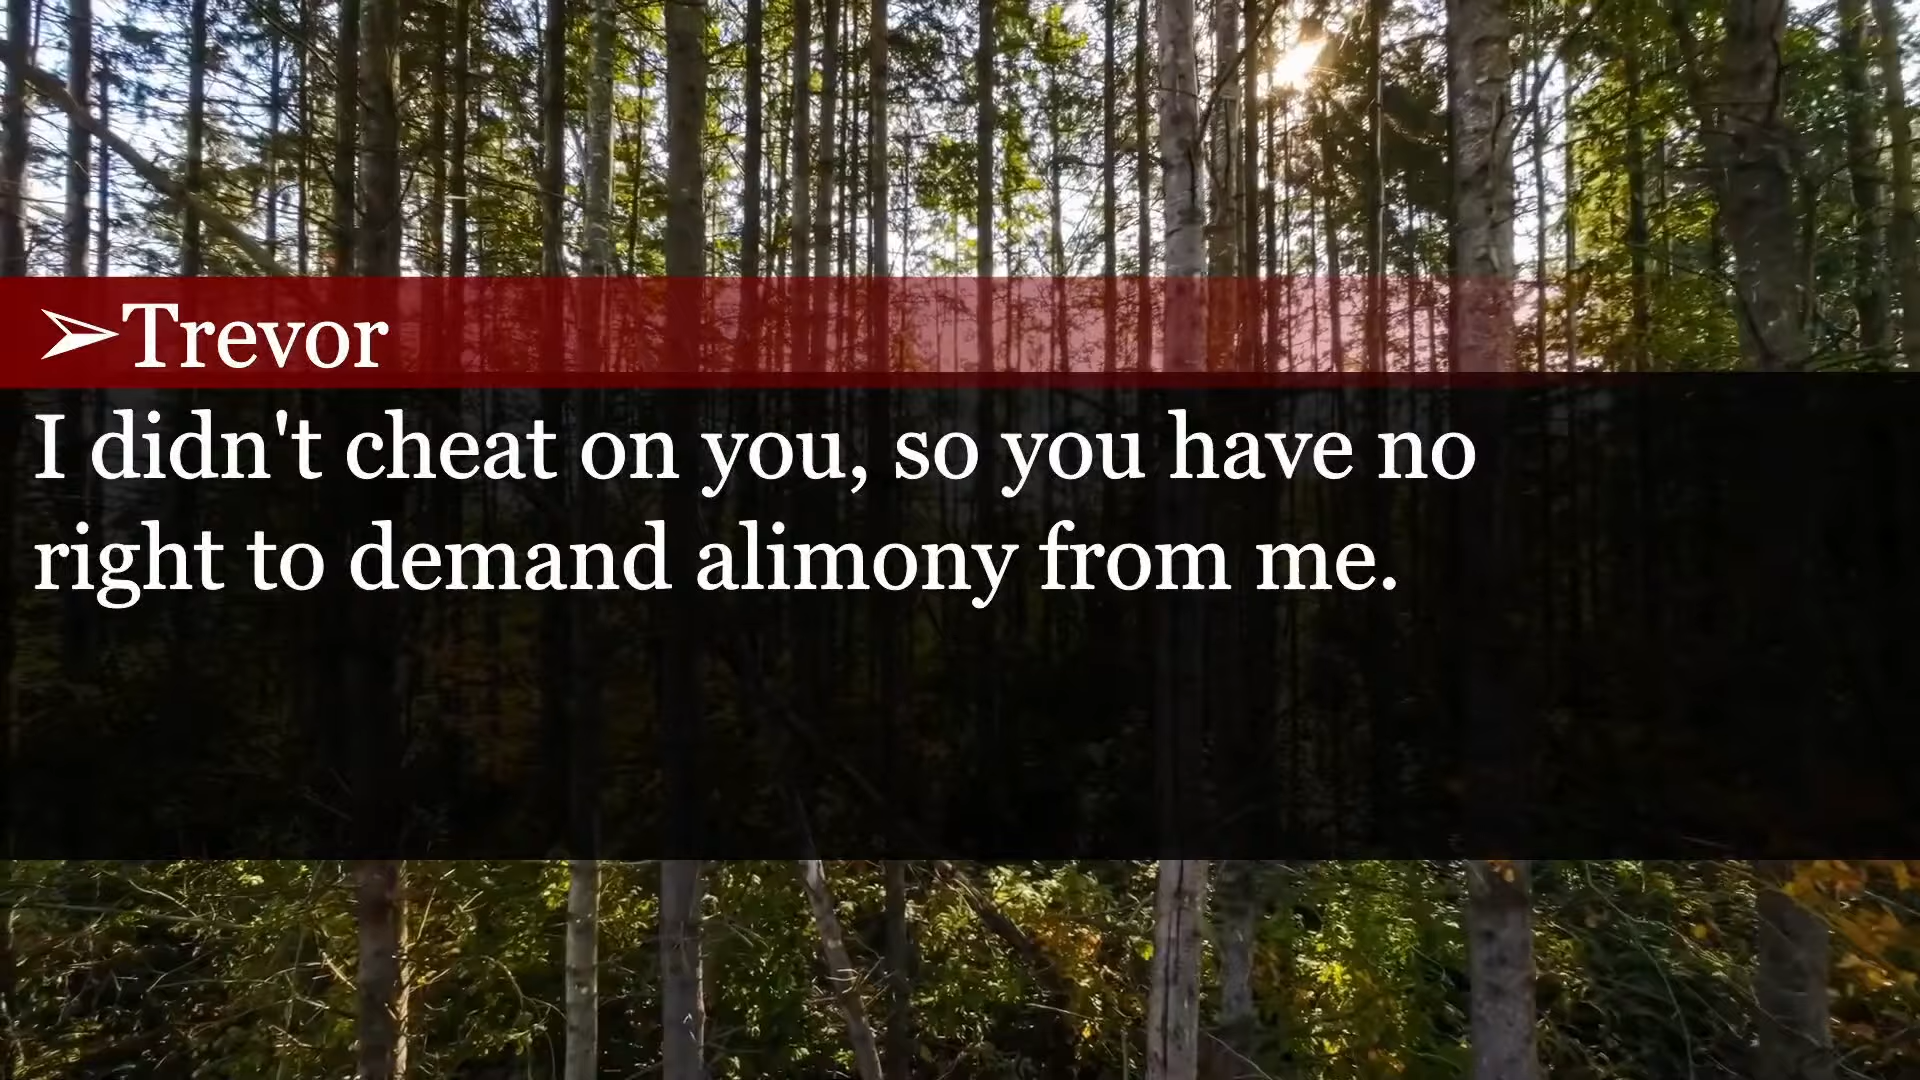 ➢Trevor
I didn't cheat on you, so you have no
right to demand alimony from me.